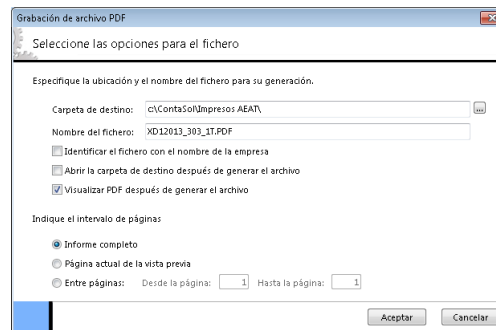 Grabación de archivo PDF
Seleccione las opciones para el fichero
Especifique la ubicación y el nombre del fichero para su generación.
Carpeta de destino: c:\ContaSol\Impresos AEAT\ ...
Nombre del fichero: XD12013_303_1T.PDF
Identificar el fichero con el nombre de la empresa
Abrir la carpeta de destino después de generar el archivo
Visualizar PDF después de generar el archivo
Indique el intervalo de páginas
Informe completo
Página actual de la vista previa
Entre páginas: Desde la página: 1 Hasta la página: 1
Aceptar Cancelar